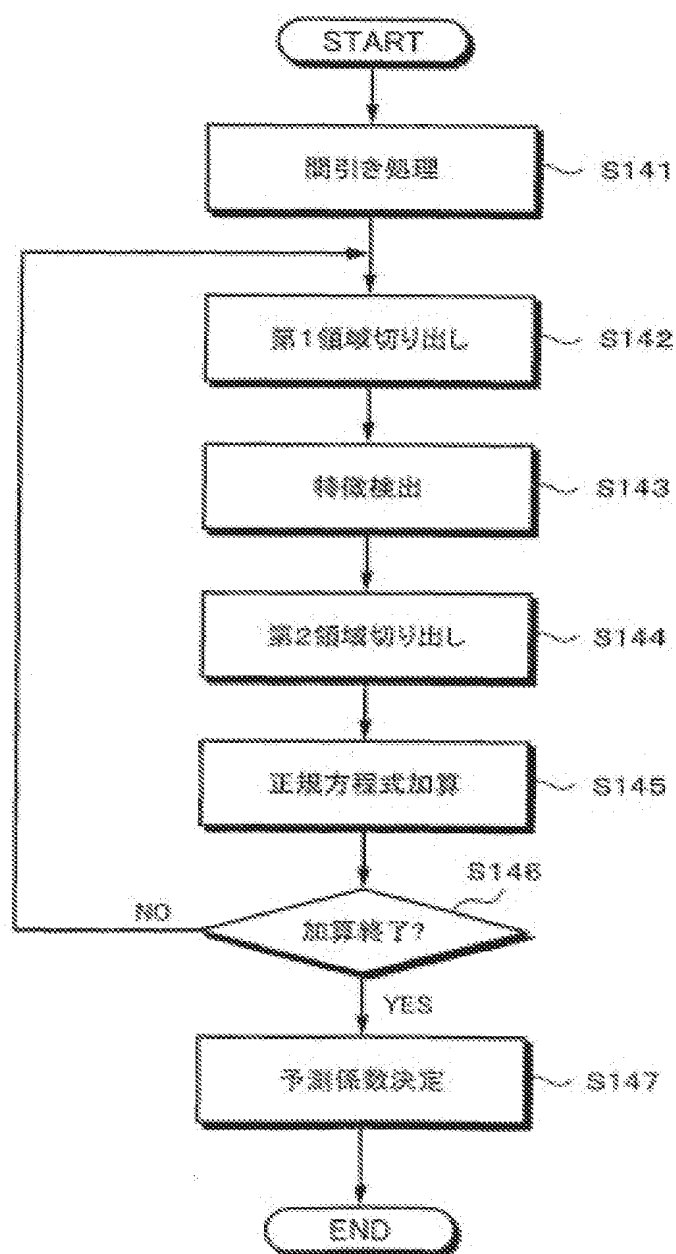 START
間引き処理
S141
第1領域切り出し
S142
特徴検出
S143
第2領域切り出し
S144
正規方程式加算
S145
S146
加算終了?
NO
YES
予測係数決定
S147
END